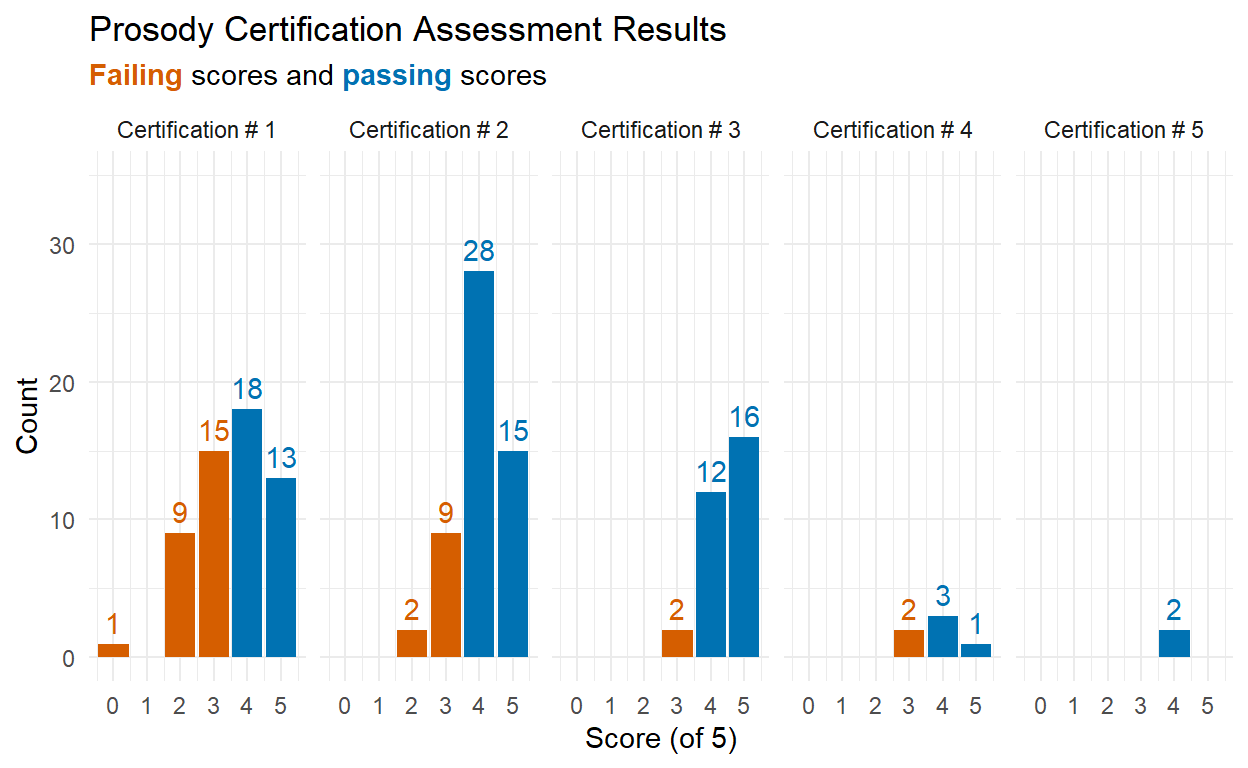 Prosody Certification Assessment Results
Failing scores and passing scores
Certification # 1 Certification # 2 Certification # 3 Certification # 4 Certification # 5
Count
30
20
10
0
1 9 15 18 13
2 9 28 15
2 12 16
2 3 1
2
0 1 2 3 4 5 0 1 2 3 4 5 0 1 2 3 4 5 0 1 2 3 4 5 0 1 2 3 4 5
Score (of 5)